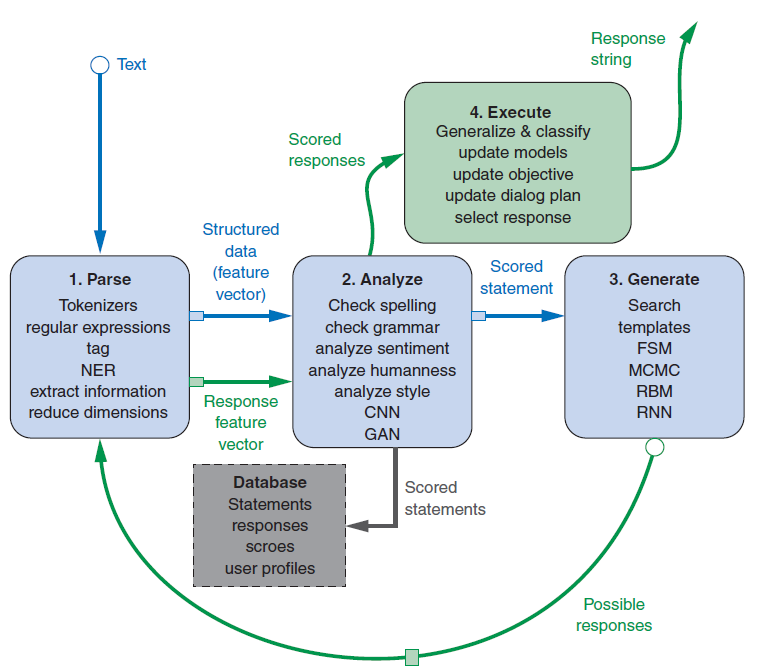 Text
Response
string
4. Execute
Generalize & classify
update models
update objective
update dialog plan
select response
Scored
responses
Structured
data
(feature
vector)
1. Parse
Tokenizers
regular expressions
tag
NER
extract information
reduce dimensions
Response
feature
vector
2. Analyze
Check spelling
check grammar
analyze sentiment
analyze humanness
analyze style
CNN
GAN
Scored
statement
3. Generate
Search
templates
FSM
MCMC
RBM
RNN
Database
Statements
responses
scroes
user profiles
Scored
statements
Possible
responses